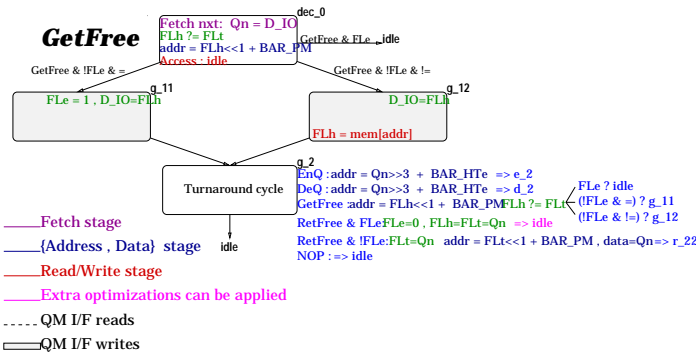 GetFree
dec_0
Fetch nxt: Qn = D_IO
FLh ?= FLt
addr = FLh<<1 + BAR_PM
Access : idle
GetFree & FLe
idle
GetFree & !FLe & =
GetFree & !FLe & !=
g_11
FLe = 1 , D_IO=FLh
g_12
D_IO=FLh
FLh = mem[addr]
g_2
Turnaround cycle
idle
EnQ : addr = Qn>>3 + BAR_HTe => e_2
DeQ : addr = Qn>>3 + BAR_HTe => d_2
GetFree :addr = FLh<<1 + BAR_PM FLh ?= FLt
FLe ? idle
(!FLe & =) ? g_11
(!FLe & !=) ? g_12
RetFree & FLe:FLe=0 , FLh=FLt=Qn => idle
RetFree & !FLe:FLt=Qn addr = FLt<<1 + BAR_PM , data=Qn=> r_22
NOP : => idle
Fetch stage
{Address , Data} stage
Read/Write stage
Extra optimizations can be applied
QM I/F reads
QM I/F writes